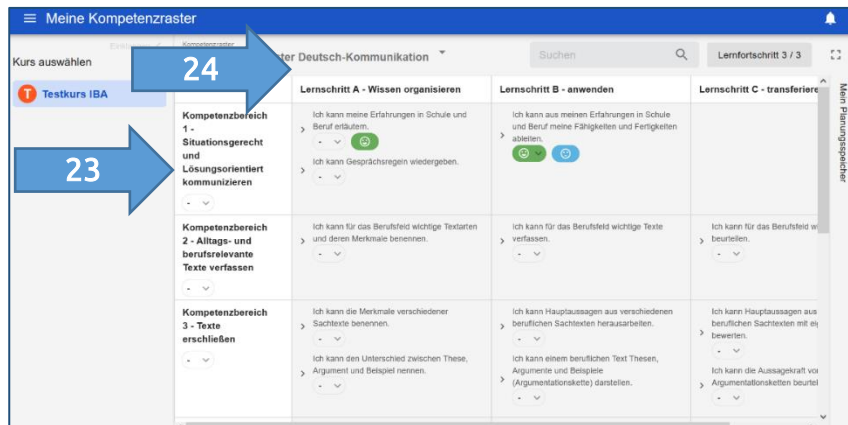 Meine Kompetenzraster
Kurs auswählen
Testkurs IBA
T
24
23
Kompetenzraster
ter Deutsch-Kommunikation
Suchen
Lernfortschritt 3 / 3
Mein Planungsspeicher
Lernschritt A - Wissen organisieren
Lernschritt B - anwenden
Lernschritt C - transferiere
Kompetenzbereich
1 -
Situationsgerecht
und
Lösungsorientiert
kommunizieren
-
Ich kann meine Erfahrungen in Schule und
Beruf erläutern.
-
Ich kann Gesprächsregeln wiedergeben.
-
Ich kann aus meinen Erfahrungen in Schule
und Beruf meine Fähigkeiten und Fertigkeiten
ableiten.
Kompetenzbereich
2 - Alltags- und
berufsrelevante
Texte verfassen
-
Ich kann für das Berufsfeld wichtige Textarten
und deren Merkmale benennen.
-
Ich kann für das Berufsfeld wichtige Texte
verfassen.
-
Ich kann für das Berufsfeld wi
beurteilen.
-
Kompetenzbereich
3 - Texte
erschließen
-
Ich kann die Merkmale verschiedener
Sachtexte benennen.
-
Ich kann den Unterschied zwischen These,
Argument und Beispiel nennen.
-
Ich kann Hauptaussagen aus verschiedenen
beruflichen Sachtexten herausarbeiten.
-
Ich kann einem beruflichen Text Thesen,
Argumente und Beispiele
(Argumentationskette) darstellen.
-
Ich kann Hauptaussagen aus
beruflichen Sachtexten mit eig
bewerten.
-
Ich kann die Aussagekraft von
Argumentationsketten beurtei
-